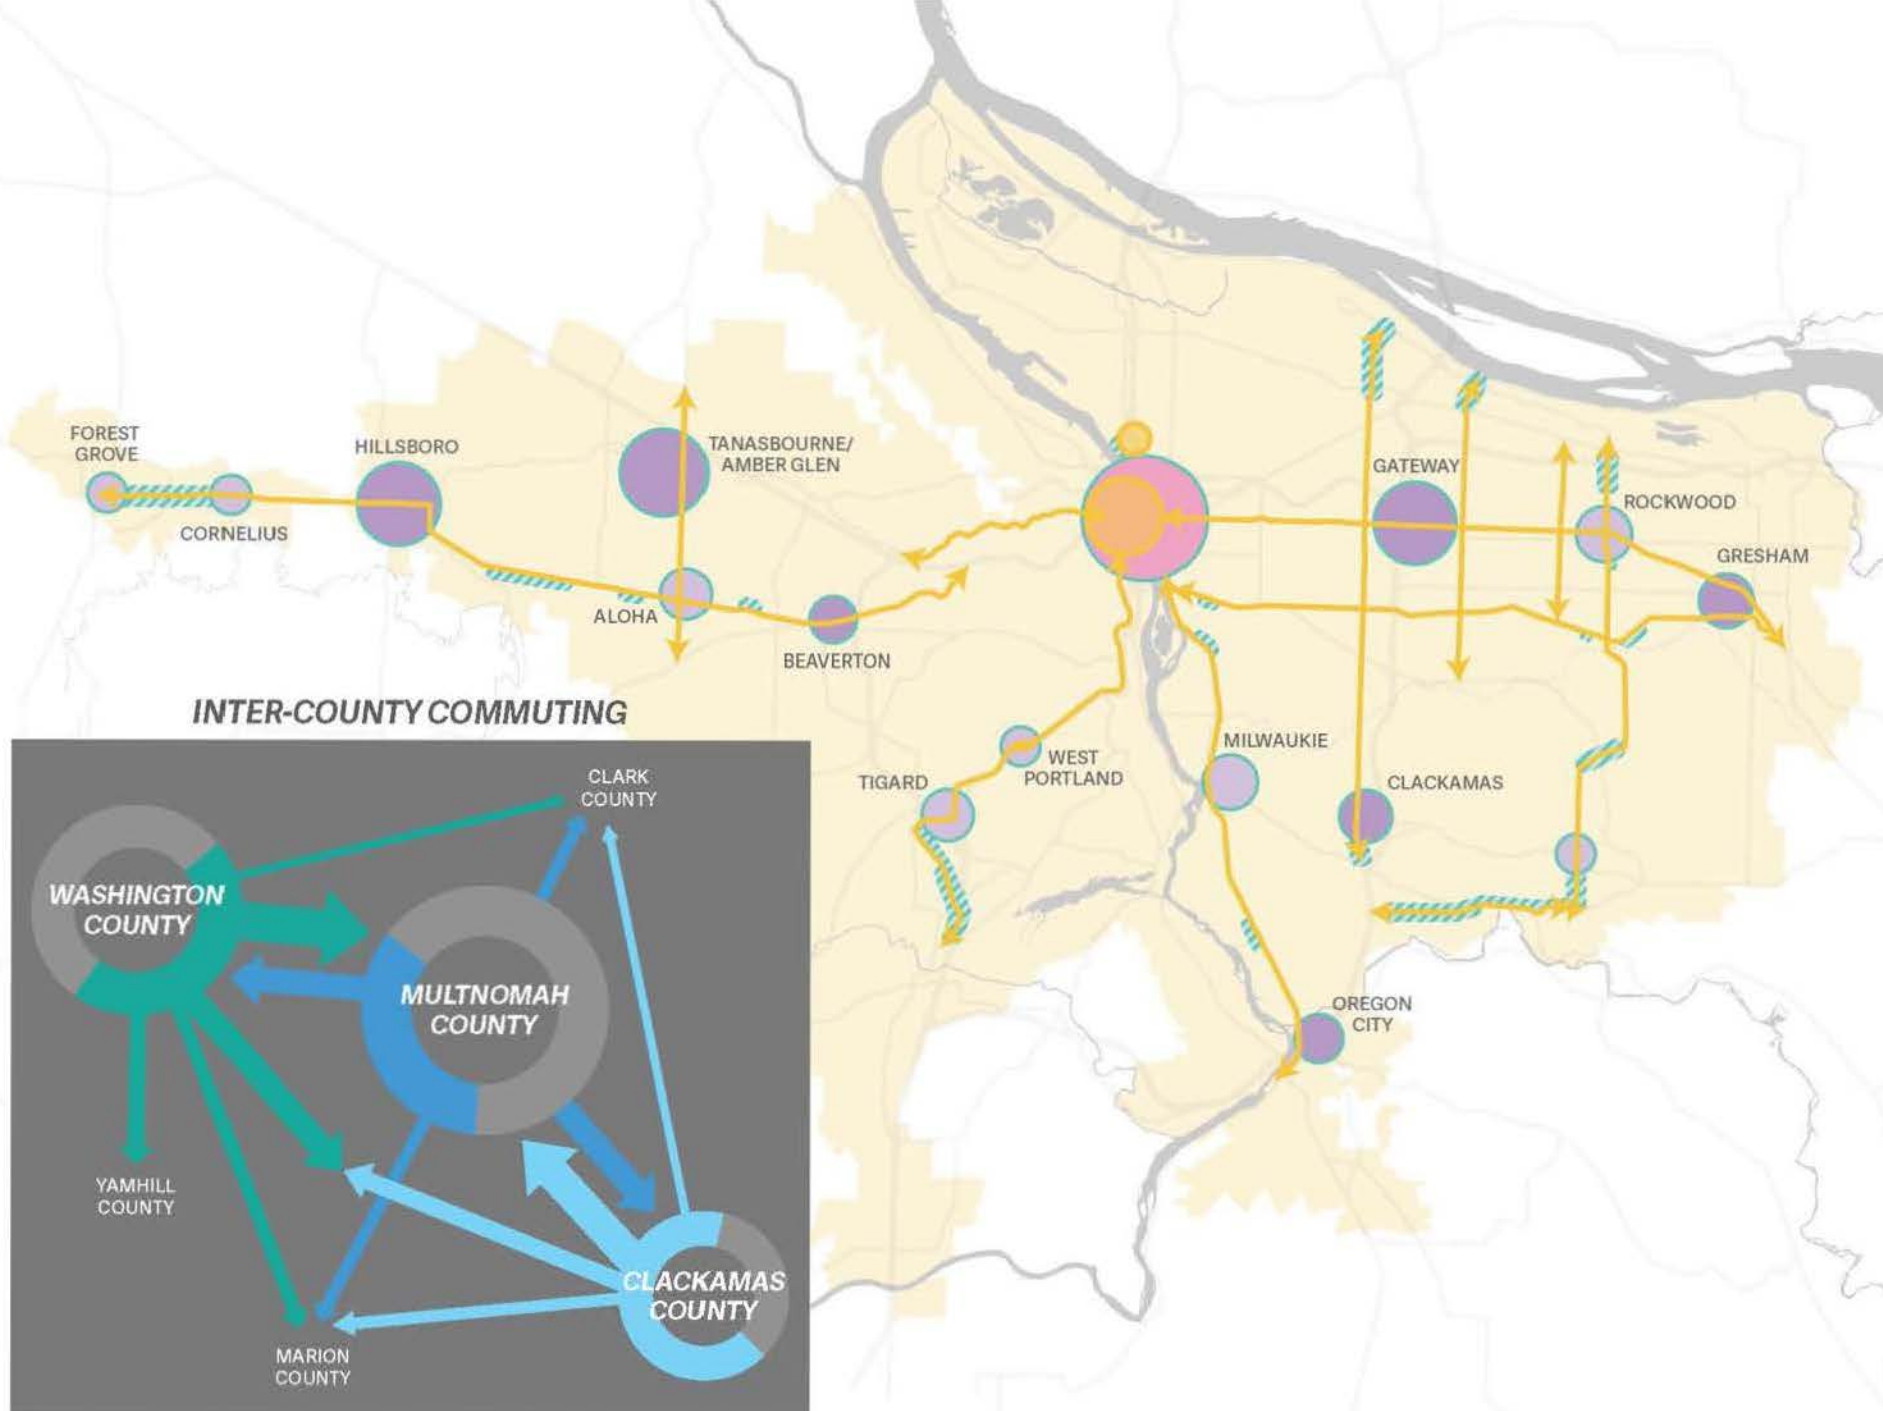 FOREST
GROVE
CORNELIUS
HILLSBORO
TANASBOURNE/
AMBER GLEN
ALOHA
BEAVERTON
GATEWAY
ROCKWOOD
GRESHAM
WEST
PORTLAND
TIGARD
MILWAUKIE
CLACKAMAS
OREGON
CITY
INTER-COUNTY COMMUTING
CLARK
COUNTY
WASHINGTON
COUNTY
MULTNOMAH
COUNTY
YAMHILL
COUNTY
CLACKAMAS
COUNTY
MARION
COUNTY